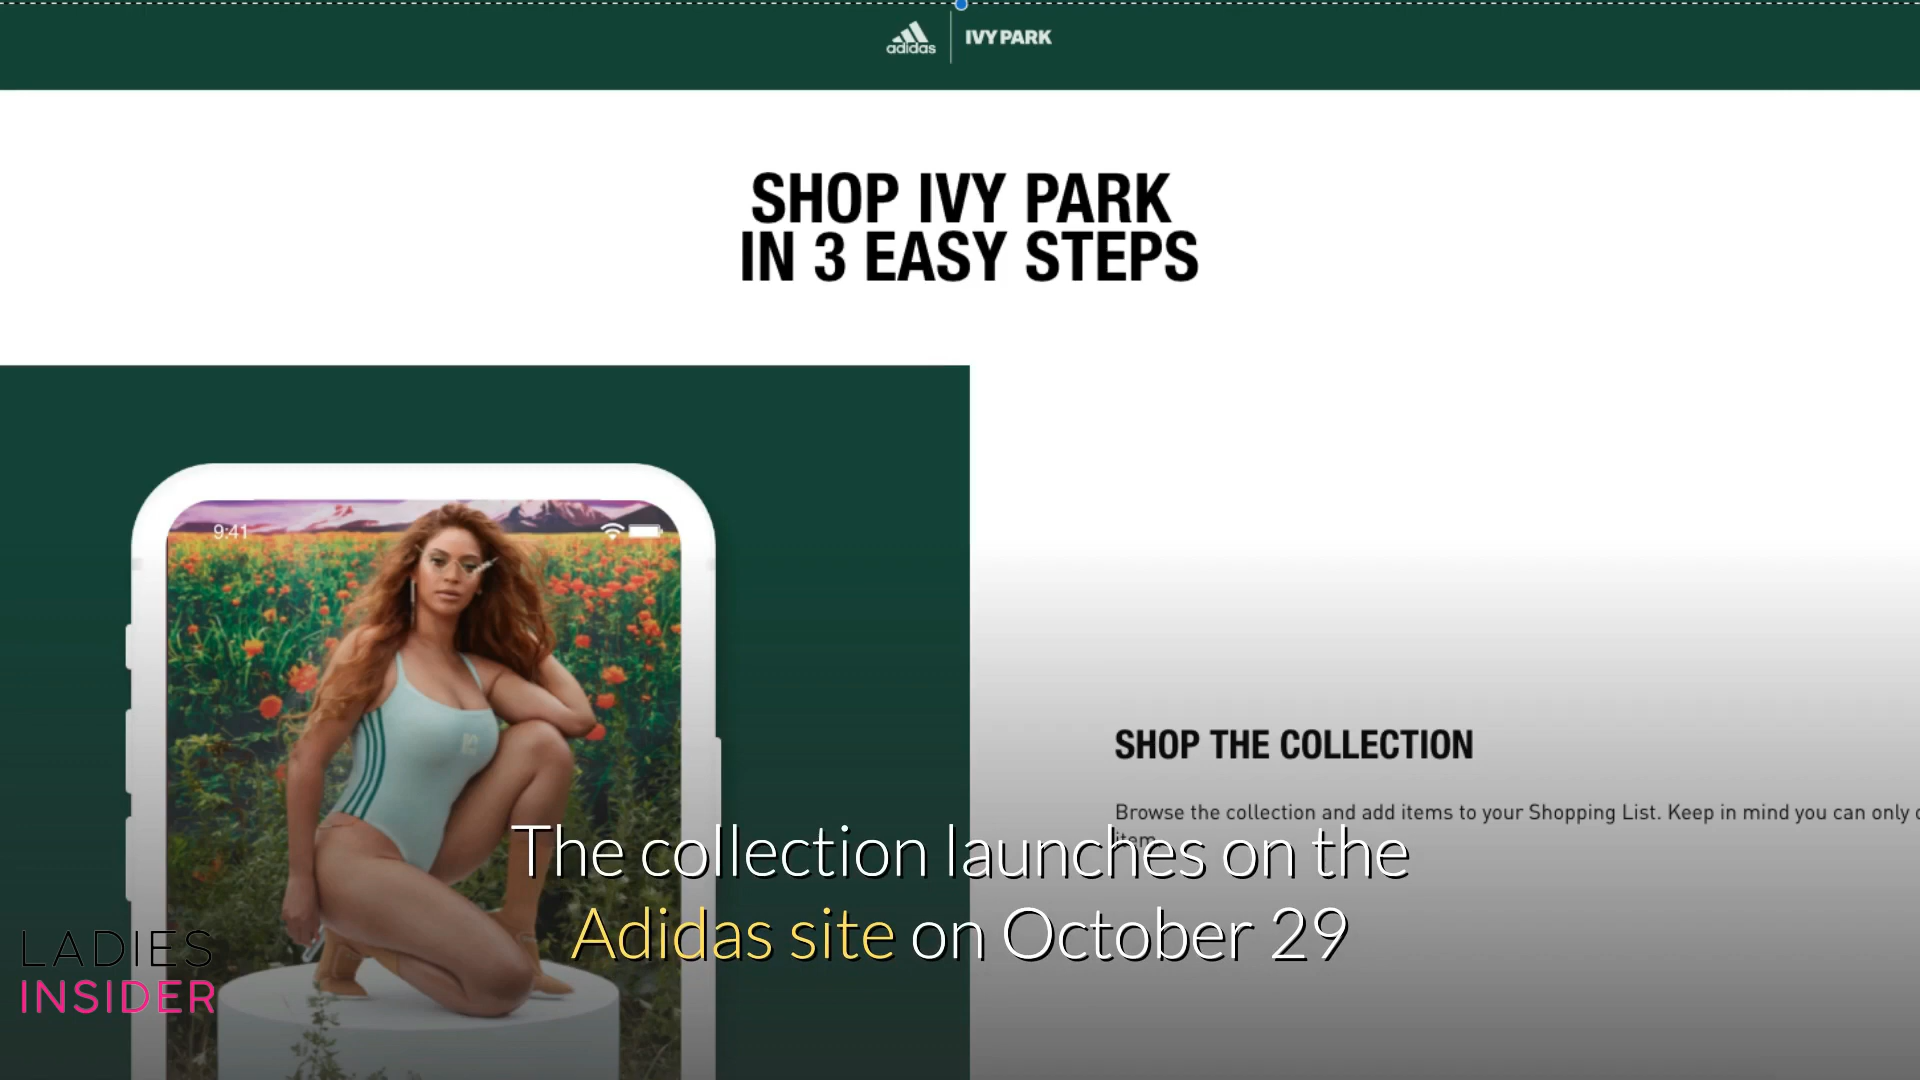 adidas
IVY PARK
SHOP IVY PARK
IN 3 EASY STEPS
9:41
SHOP THE COLLECTION
Browse the collection and add items to your Shopping List. Keep in mind you can only
item.
The collection launches on the
Adidas site on October 29
LADIES
INSIDER